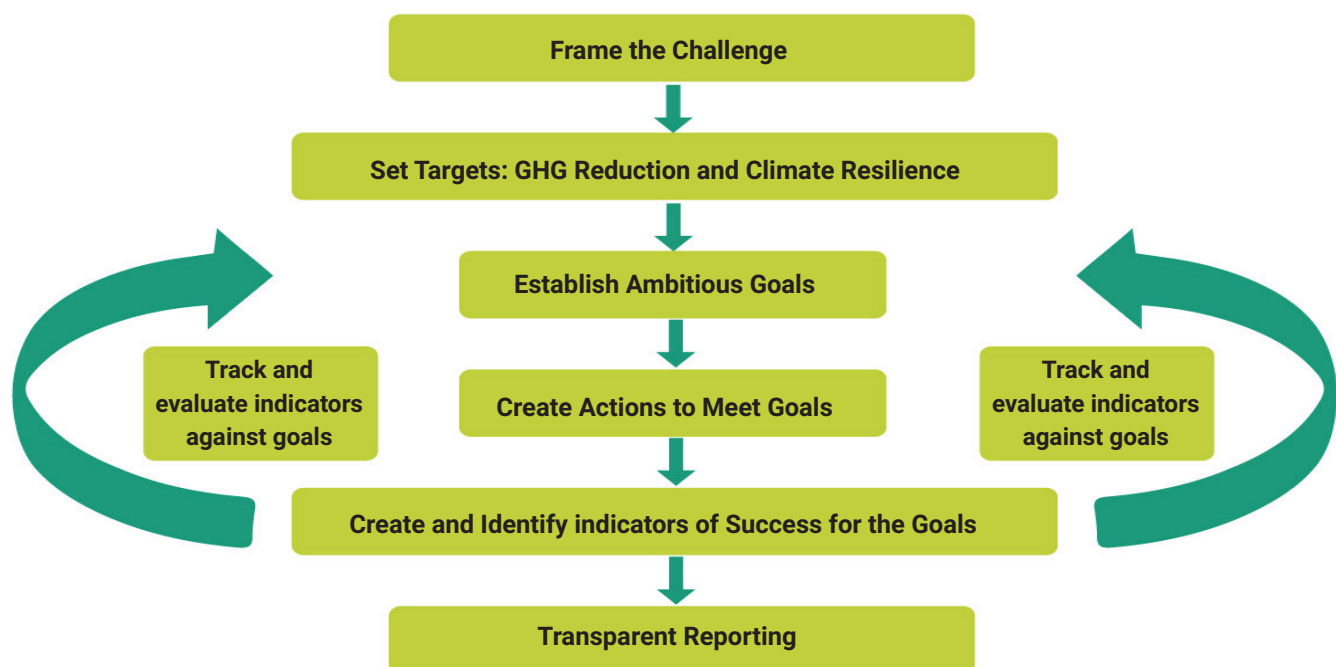 Frame the Challenge
Set Targets: GHG Reduction and Climate Resilience
Establish Ambitious Goals
Track and
evaluate indicators
against goals
Create Actions to Meet Goals
Track and
evaluate indicators
against goals
Create and Identify indicators of Success for the Goals
Transparent Reporting